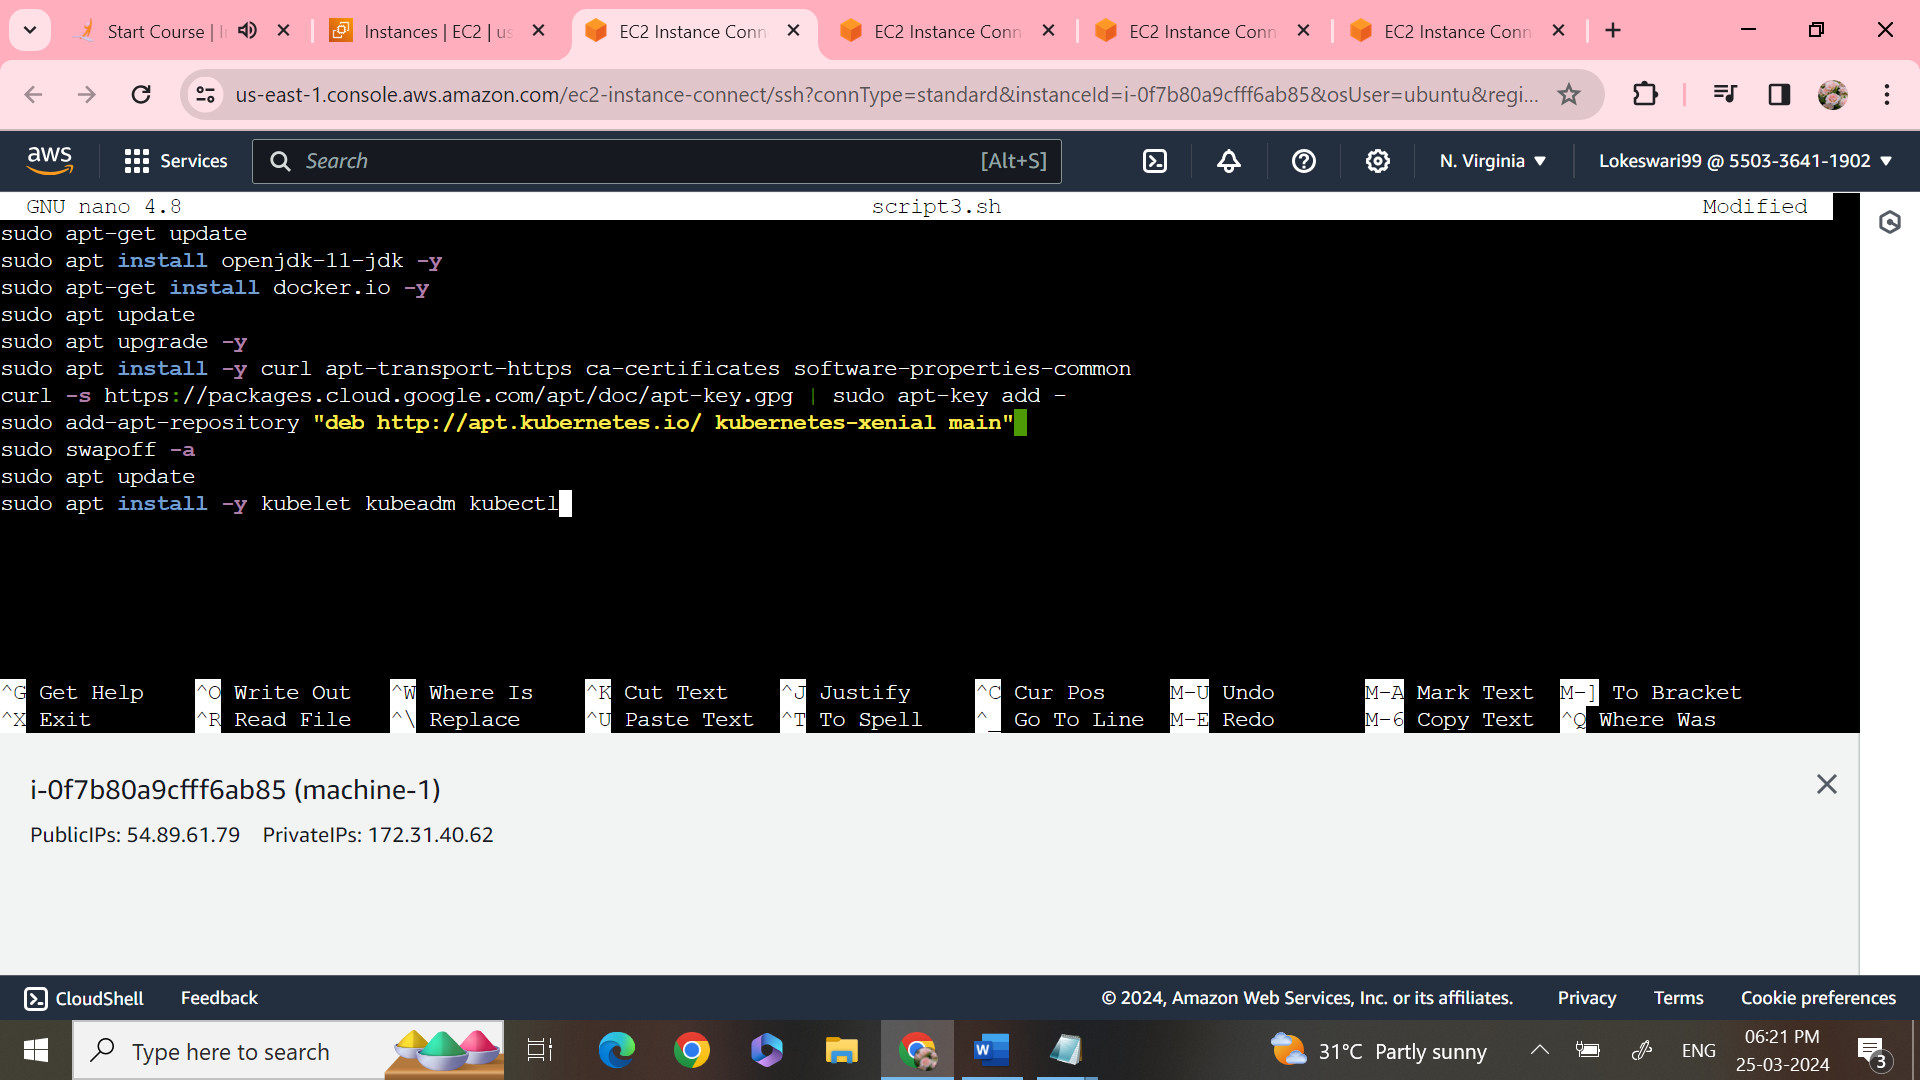 Start Course | I
Instances | EC2 | us
EC2 Instance Conn
EC2 Instance Conn
EC2 Instance Conn
EC2 Instance Conn
us-east-1.console.aws.amazon.com/ec2-instance-connect/ssh?connType=standard&instanceId=i-0f7b80a9cfff6ab85&osUser=ubuntu&regi...
aws
Services
Search
[Alt+S]
N. Virginia
Lokeswari99 @ 5503-3641-1902
GNU nano 4.8 script3.sh Modified
sudo apt-get update
sudo apt install openjdk-11-jdk -y
sudo apt-get install docker.io -y
sudo apt update
sudo apt upgrade -y
sudo apt install -y curl apt-transport-https ca-certificates software-properties-common
curl -s https://packages.cloud.google.com/apt/doc/apt-key.gpg | sudo apt-key add -
sudo add-apt-repository "deb http://apt.kubernetes.io/ kubernetes-xenial main"
sudo swapoff -a
sudo apt update
sudo apt install -y kubelet kubeadm kubectl
^G Get Help ^O Write Out ^W Where Is ^K Cut Text ^J Justify ^C Cur Pos M-U Undo M-A Mark Text M-] To Bracket
^X Exit ^R Read File ^\ Replace ^U Paste Text ^T To Spell ^_ Go To Line M-E Redo M-6 Copy Text ^Q Where Was
i-0f7b80a9cfff6ab85 (machine-1)
PublicIPs: 54.89.61.79 PrivateIPs: 172.31.40.62
CloudShell
Feedback
© 2024, Amazon Web Services, Inc. or its affiliates.
Privacy
Terms
Cookie preferences
Type here to search
31°C Partly sunny
ENG
06:21 PM
25-03-2024
3